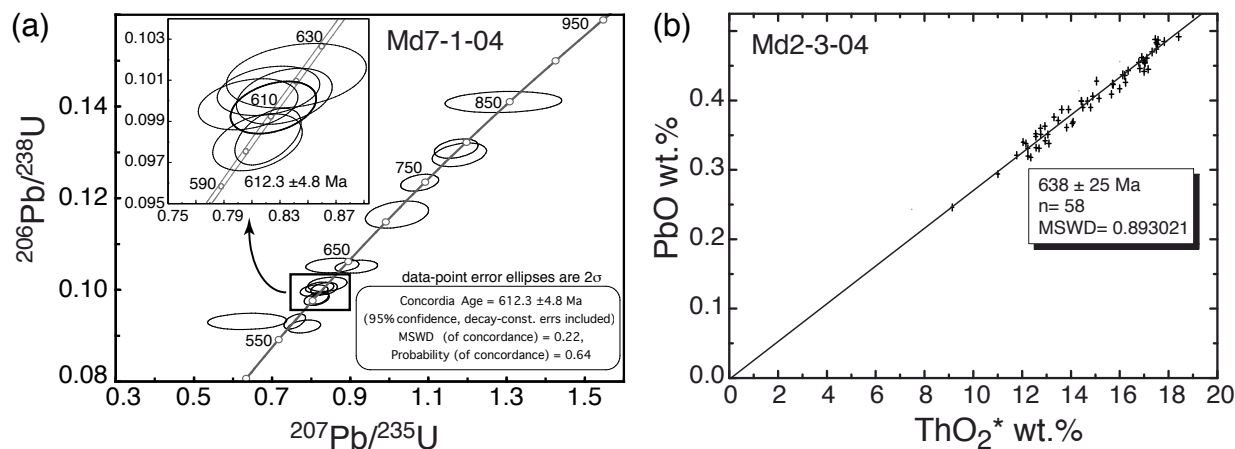 (a)
Md7-1-04
0.103
0.101
0.099
0.097
0.095
630
610
590
612.3 ±4.8 Ma
0.75
0.79
0.83
0.87
950
850
750
650
550
0.16
0.14
0.12
0.10
0.08
206Pb/238U
data-point error ellipses are 2σ
Concordia Age = 612.3 ±4.8 Ma
(95% confidence, decay-const. errs included)
MSWD (of concordance) = 0.22,
Probability (of concordance) = 0.64
0.3 0.5 0.7 0.9 1.1 1.3 1.5
207Pb/235U
(b)
Md2-3-04
0.4
0.3
0.2
0.1
0.0
PbO wt.%
638 ± 25 Ma
n= 58
MSWD= 0.893021
0 2 4 6 8 10 12 14 16 18 20
ThO2* wt.%